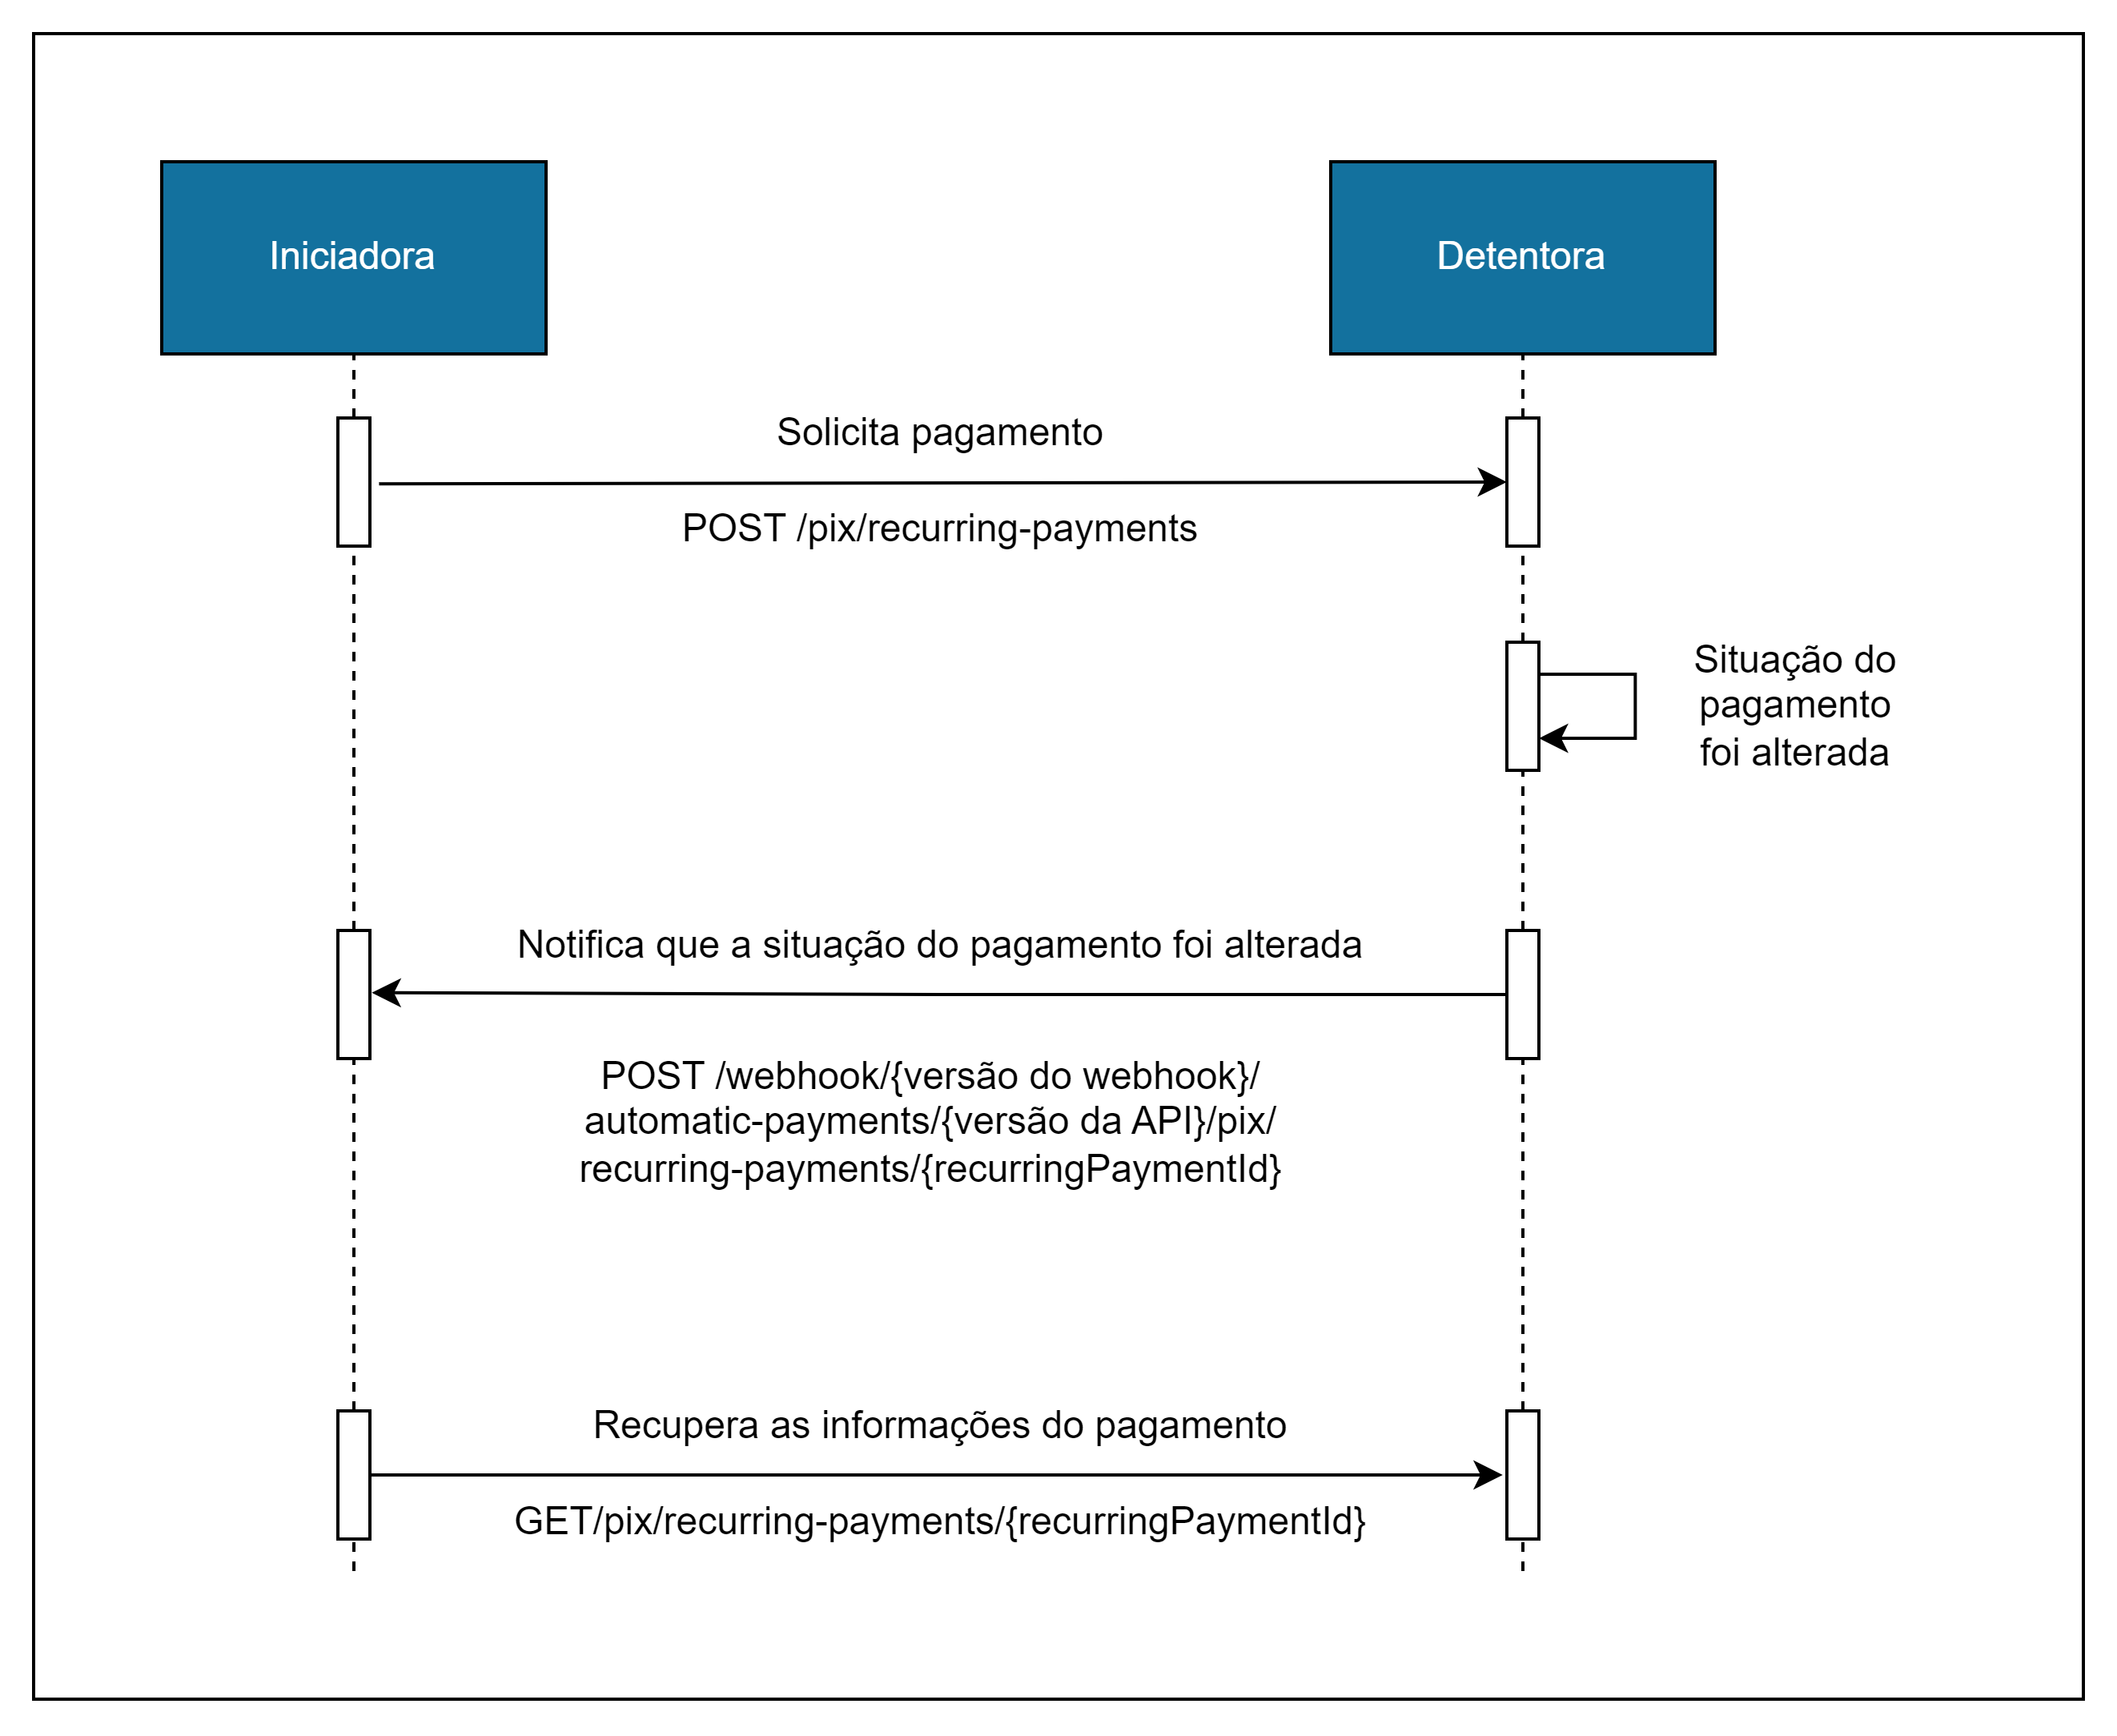 Iniciadora
Detentora
Solicita pagamento
POST /pix/recurring-payments
Situação do
pagamento
foi alterada
Notifica que a situação do pagamento foi alterada
POST /webhook/{versão do webhook}/
automatic-payments/{versão da API}/pix/
recurring-payments/{recurringPaymentId}
Recupera as informações do pagamento
GET/pix/recurring-payments/{recurringPaymentId}